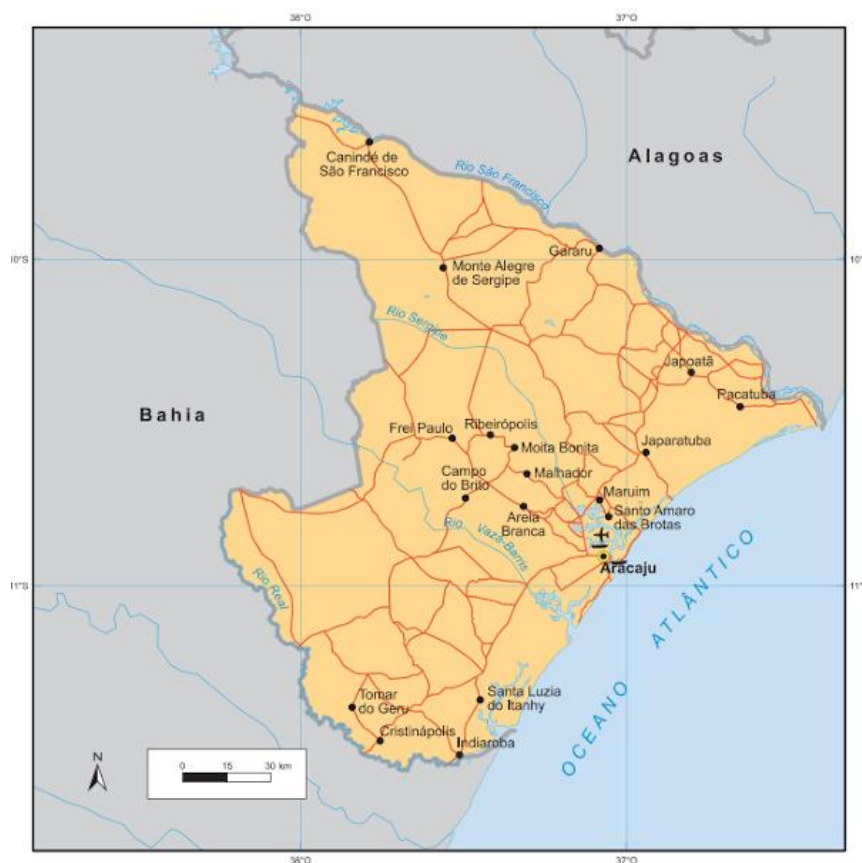 38°O
37°O
Canindé de
São Francisco
Alagoas
Rio São Francisco
10°S
10°S
Gararu
Monte Alegre
de Sergipe
Rio Sergipe
Japoatã
Pacatuba
Bahia
Ribeirópolis
Frei Paulo
Moita Bonita
Japaratuba
Campo
do Brito
Malhador
Maruim
Areia
Branca
Santo Amaro
das Brotas
Rio
Vaza-Barris
Aracaju
11°S
11°S
Rio Real
OCEANO ATLÂNTICO
Tomar
do Geru
Santa Luzia
do Itanhy
Cristinápolis
Indiaroba
N
0 15 30 km
38°O
37°O